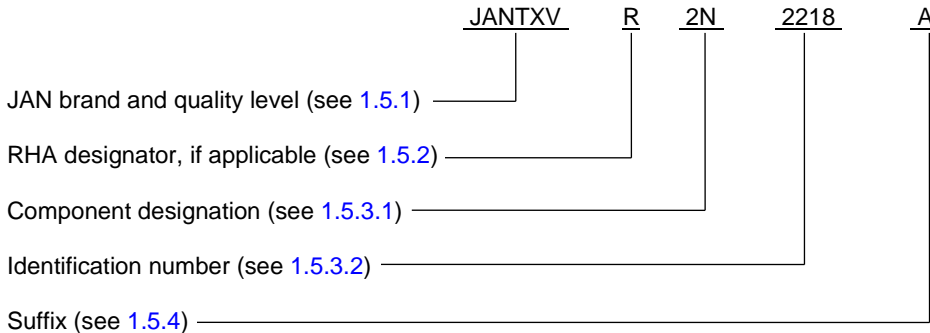 JANTXV R 2N 2218 A
JAN brand and quality level (see 1.5.1)
RHA designator, if applicable (see 1.5.2)
Component designation (see 1.5.3.1)
Identification number (see 1.5.3.2)
Suffix (see 1.5.4)